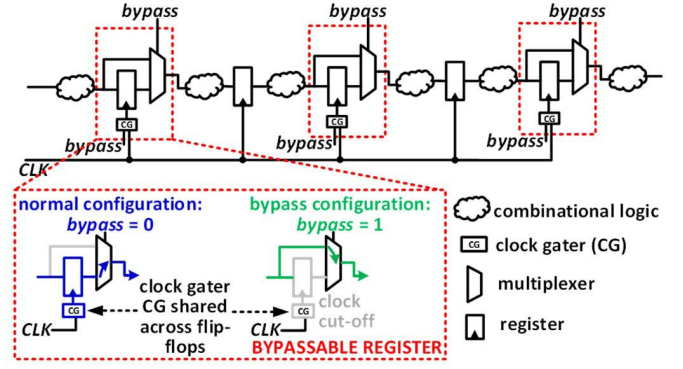 bypass
bypass
bypass
CG
CG
CG
bypass
bypass
bypass
CLK
normal configuration:
bypass = 0
bypass configuration:
bypass = 1
combinational logic
CG
clock gater (CG)
multiplexer
register
clock gater
CG shared
across flip-
flops
CG
CG
clock
cut-off
CLK
CLK
BYPASSABLE REGISTER